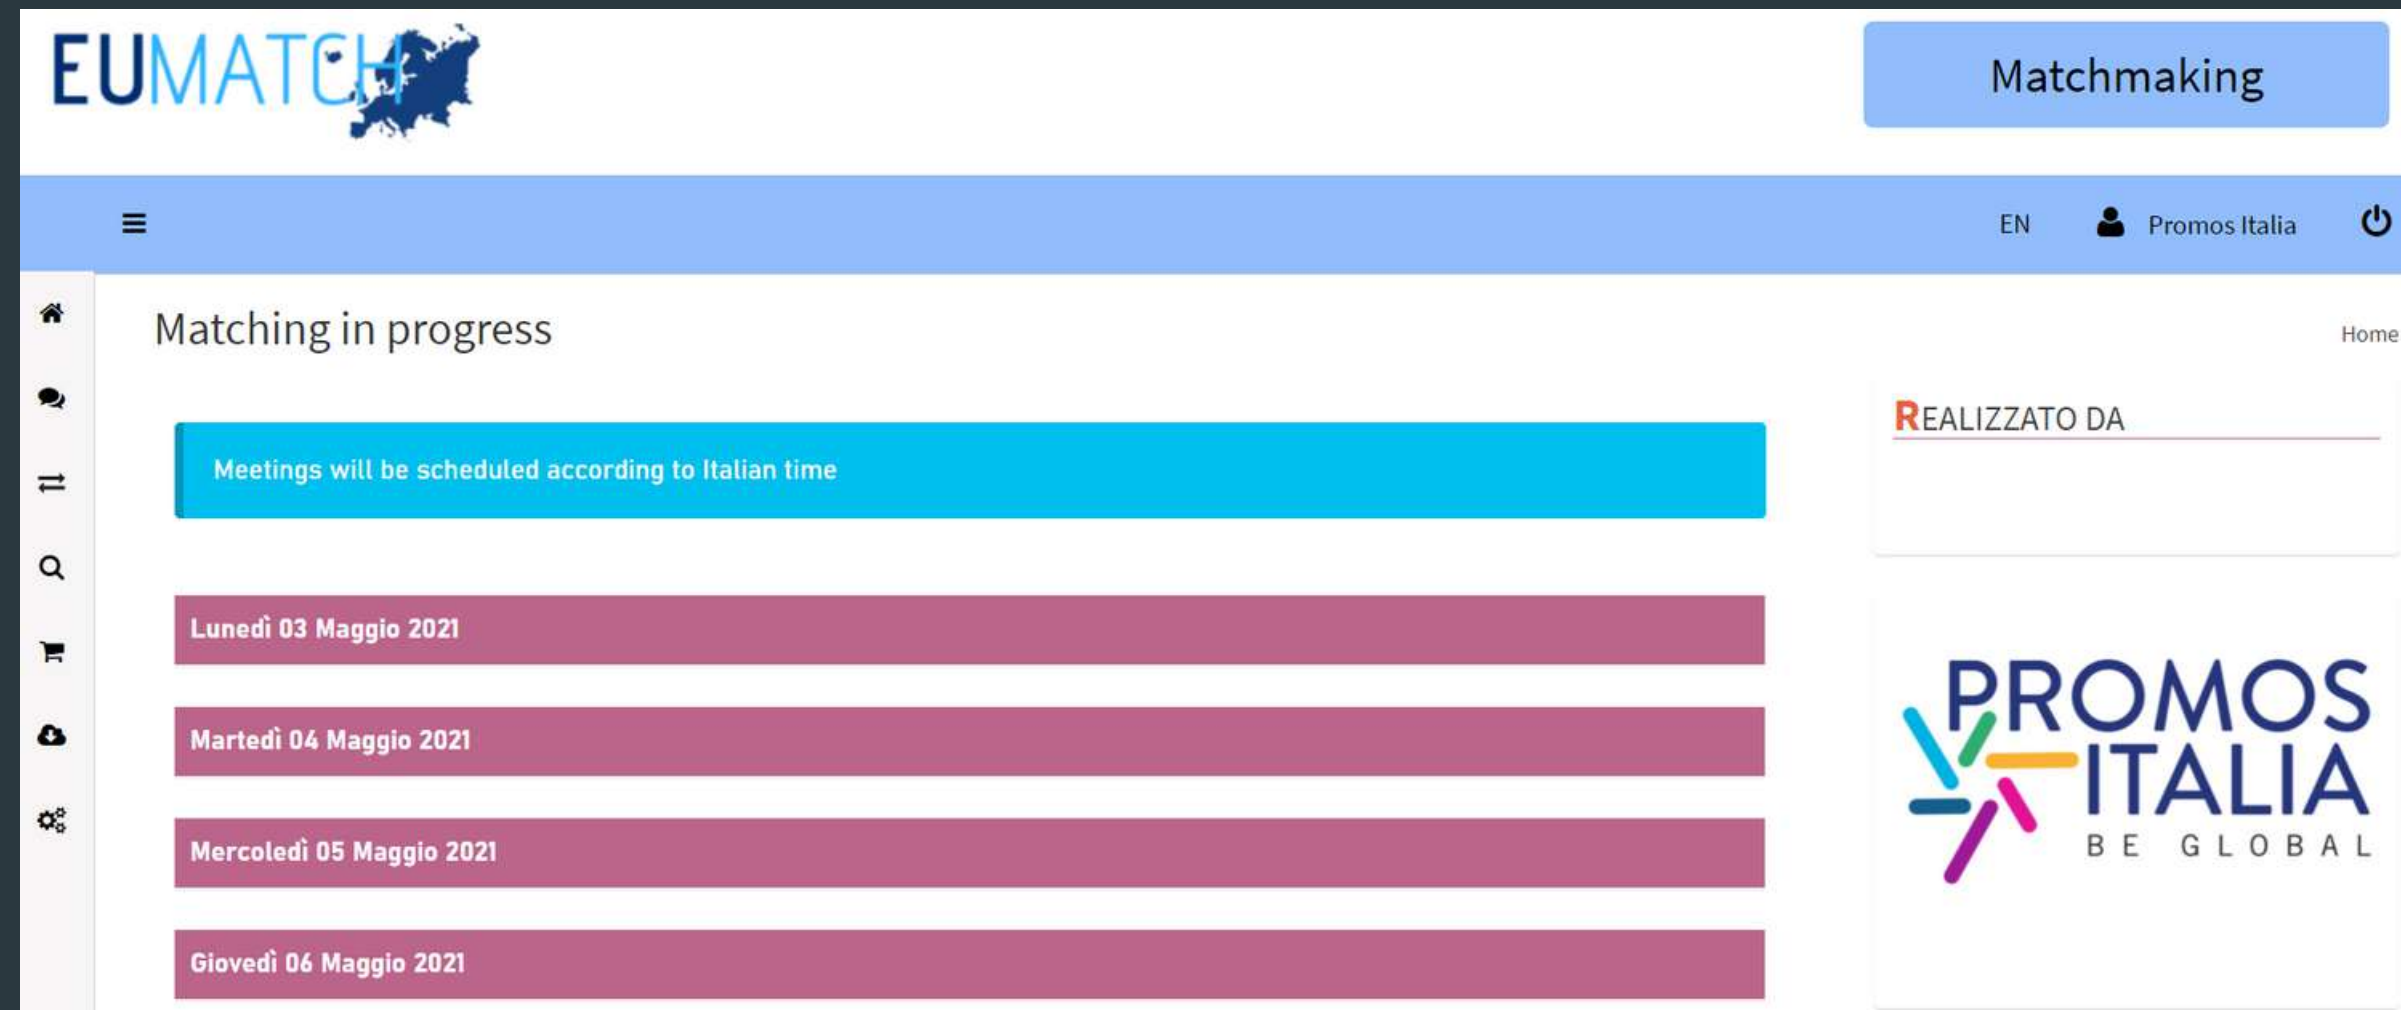 EUMATCH
Matchmaking
EN Promos Italia
Matching in progress
Home
Meetings will be scheduled according to Italian time
REALIZZATO DA
Lunedì 03 Maggio 2021
Martedì 04 Maggio 2021
Mercoledì 05 Maggio 2021
Giovedì 06 Maggio 2021
PROMOS
ITALIA
BE GLOBAL